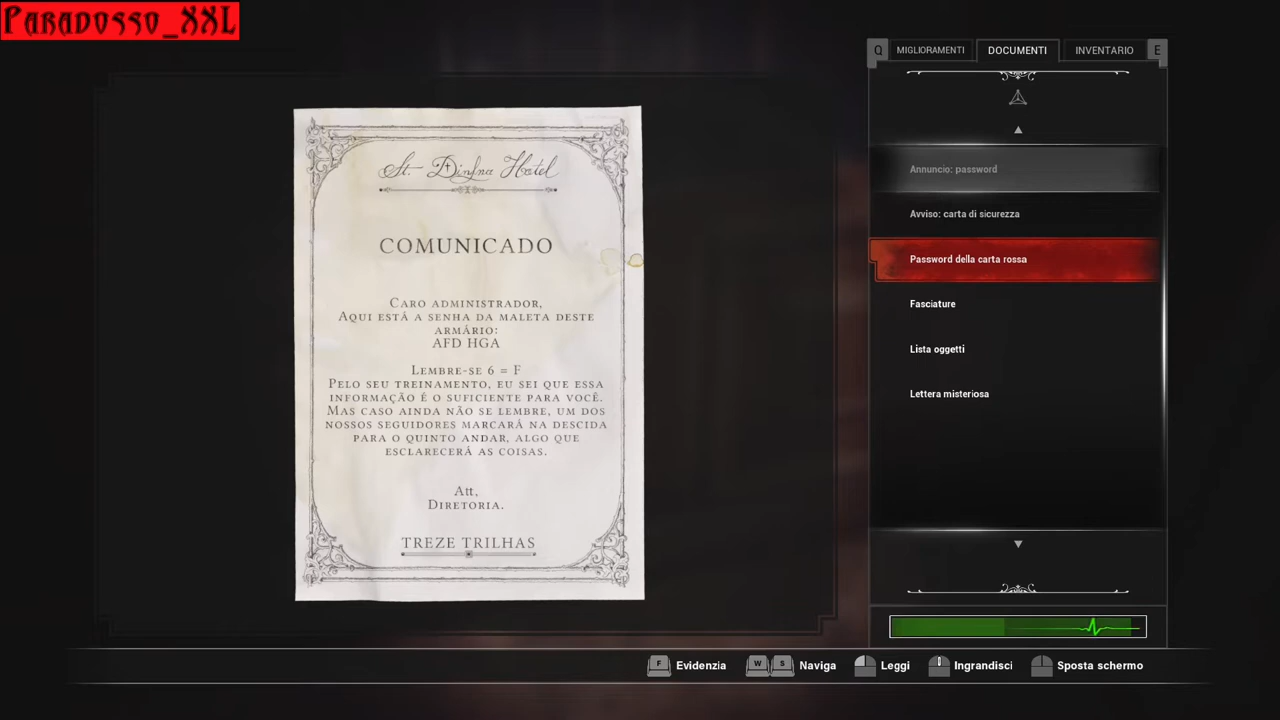 Paradosso_XXL
Q
MIGLIORAMENTI
DOCUMENTI
INVENTARIO
E
St. Dinfna Hotel
COMUNICADO
Caro administrador,
Aqui está a senha da maleta deste
armário:
AFD HGA
Lembre-se 6 = F
Pelo seu treinamento, eu sei que essa
informação é o suficiente para você.
Mas caso ainda não se lembre, um dos
nossos seguidores marcará na descida
para o quinto andar, algo que
esclarecerá as coisas.
Att,
Diretoria.
TREZE TRILHAS
Annuncio: password
Avviso: carta di sicurezza
Password della carta rossa
Fasciature
Lista oggetti
Lettera misteriosa
F Evidenzia
W S Naviga
Leggi
Ingrandisci
Sposta schermo